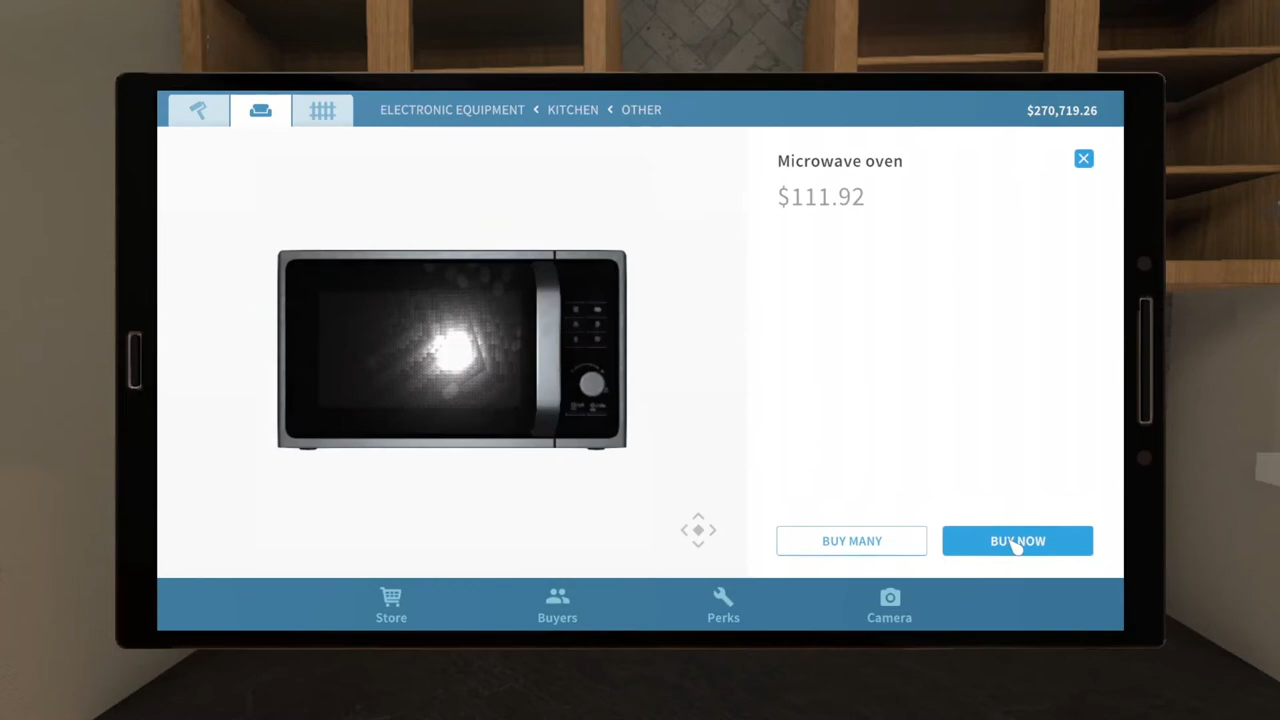 ELECTRONIC EQUIPMENT < KITCHEN < OTHER
$270,719.26
Microwave oven
$111.92
BUY MANY
BUY NOW
Store
Buyers
Perks
Camera